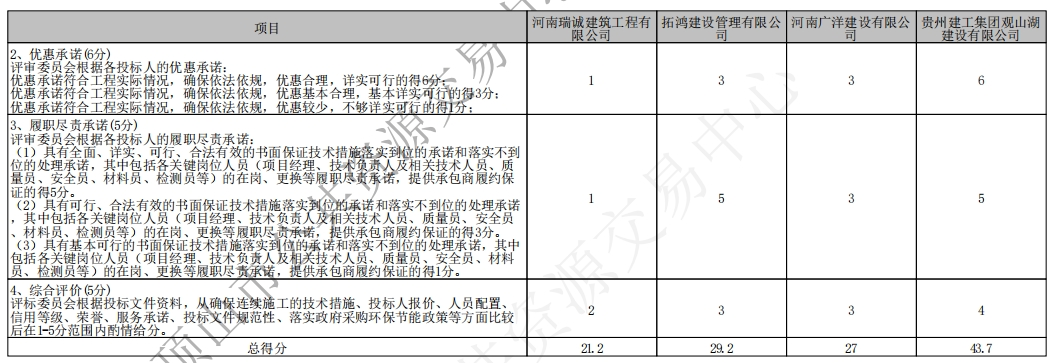 项目
河南瑞诚建筑工程有
限公司
拓鸿建设管理有限公
司
河南广洋建设有限公
司
贵州建工集团观山湖
建设有限公司
2、优惠承诺(6分)
评审委员会根据各投标人的优惠承诺:
优惠承诺符合工程实际情况，确保依法依规，优惠合理，详实可行的得6分;
优惠承诺符合工程实际情况，确保依法依规，优惠基本合理，基本详实可行的得3分;
优惠承诺符合工程实际情况，确保依法依规，优惠较少，不够详实可行的得1分;
1
3
3
6
3、履职尽责承诺(5分)
评审委员会根据各投标人的履职尽责承诺:
（1）具有全面、详实、可行、合法有效的书面保证技术措施落实到位的承诺和落实不到
位的处理承诺，其中包括各关键岗位人员（项目经理、技术负责人及相关技术人员、质
量员、安全员、材料员、检测员等）的在岗、更换等履职尽责承诺，提供承包商履约保
证的得5分。
（2）具有可行、合法有效的书面保证技术措施落实到位的承诺和落实不到位的处理承诺
，其中包括各关键岗位人员（项目经理、技术负责人及相关技术人员、质量员、安全员
、材料员、检测员等）的在岗、更换等履职尽责承诺，提供承包商履约保证的得3分。
（3）具有基本可行的书面保证技术措施落实到位的承诺和落实不到位的处理承诺，其中
包括各关键岗位人员（项目经理、技术负责人及相关技术人员、质量员、安全员、材料
员、检测员等）的在岗、更换等履职尽责承诺，提供承包商履约保证的得1分。
1
5
3
5
4、综合评价(5分)
评标委员会根据投标文件资料，从确保连续施工的技术措施、投标人报价、人员配置、
信用等级、荣誉、服务承诺、投标文件规范性、落实政府采购环保节能政策等方面比较
后在1-5分范围内酌情给分。
2
3
3
4
总得分
21.2
29.2
27
43.7
顶山市公共资源交易中
共资源交易中心